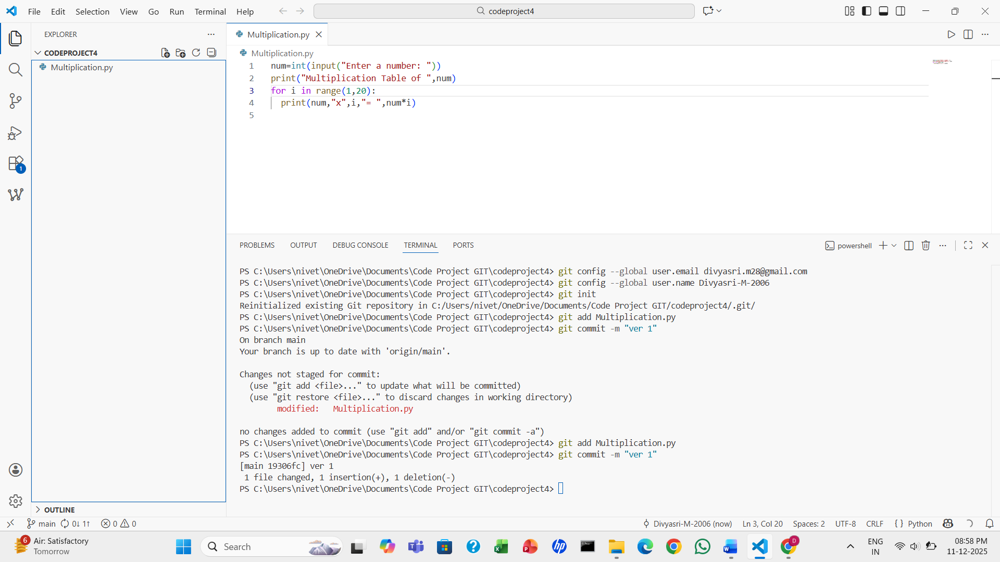 File Edit Selection View Go Run Terminal Help
codeproject4
EXPLORER
CODEPROJECT4
Multiplication.py
Multiplication.py
Multiplication.py
1 num=int(input("Enter a number: "))
2 print("Multiplication Table of ",num)
3 for i in range(1,20):
4 print(num,"x",i,"= ",num*i)
5
1
PROBLEMS OUTPUT DEBUG CONSOLE TERMINAL PORTS
powershell
PS C:\Users\nivet\OneDrive\Documents\Code Project GIT\codeproject4> git config --global user.email divyasri.m28@gmail.com
PS C:\Users\nivet\OneDrive\Documents\Code Project GIT\codeproject4> git config --global user.name Divyasri-M-2006
PS C:\Users\nivet\OneDrive\Documents\Code Project GIT\codeproject4> git init
Reinitialized existing Git repository in C:/Users/nivet/OneDrive/Documents/Code Project GIT/codeproject4/.git/
PS C:\Users\nivet\OneDrive\Documents\Code Project GIT\codeproject4> git add Multiplication.py
PS C:\Users\nivet\OneDrive\Documents\Code Project GIT\codeproject4> git commit -m "ver 1"
On branch main
Your branch is up to date with 'origin/main'.
Changes not staged for commit:
(use "git add <file>..." to update what will be committed)
(use "git restore <file>..." to discard changes in working directory)
modified: Multiplication.py
no changes added to commit (use "git add" and/or "git commit -a")
PS C:\Users\nivet\OneDrive\Documents\Code Project GIT\codeproject4> git add Multiplication.py
PS C:\Users\nivet\OneDrive\Documents\Code Project GIT\codeproject4> git commit -m "ver 1"
[main 19306fc] ver 1
1 file changed, 1 insertion(+), 1 deletion(-)
PS C:\Users\nivet\OneDrive\Documents\Code Project GIT\codeproject4>
OUTLINE
main 0↓ 1↑ 0 0 Divyasri-M-2006 (now) Ln 3, Col 20 Spaces: 2 UTF-8 CRLF { } Python
6 Air: Satisfactory
Tomorrow
Search
D
ENG
IN
08:58 PM
11-12-2025